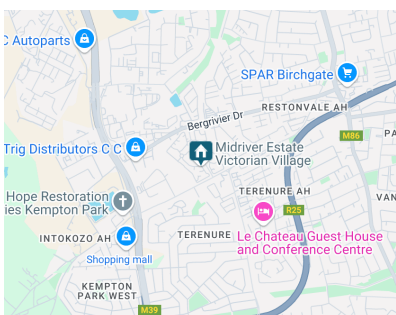 C Autoparts
SPAR Birchgate
RESTONVALE AH
Bergrivier Dr
M86
PA
Trig Distributors C C
Midriver Estate
Victorian Village
TERENURE AH
VAN
Hope Restoration
ies Kempton Park
R25
INTOKOZO AH
TERENURE
Le Chateau Guest House
and Conference Centre
Shopping mall
KEMPTON
PARK WEST
M39